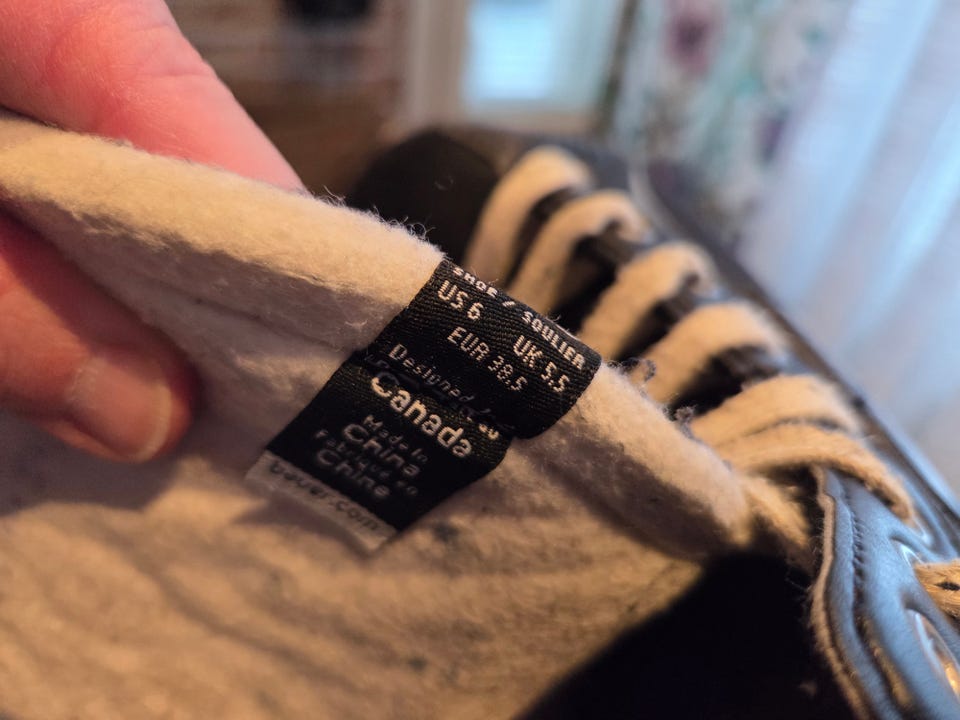 SHOE / SOULIER
US 6 UK 5.5
EUR 38.5
Designed in/au
Canada
Made in
China
Fabriqué en
Chine
bauer.com